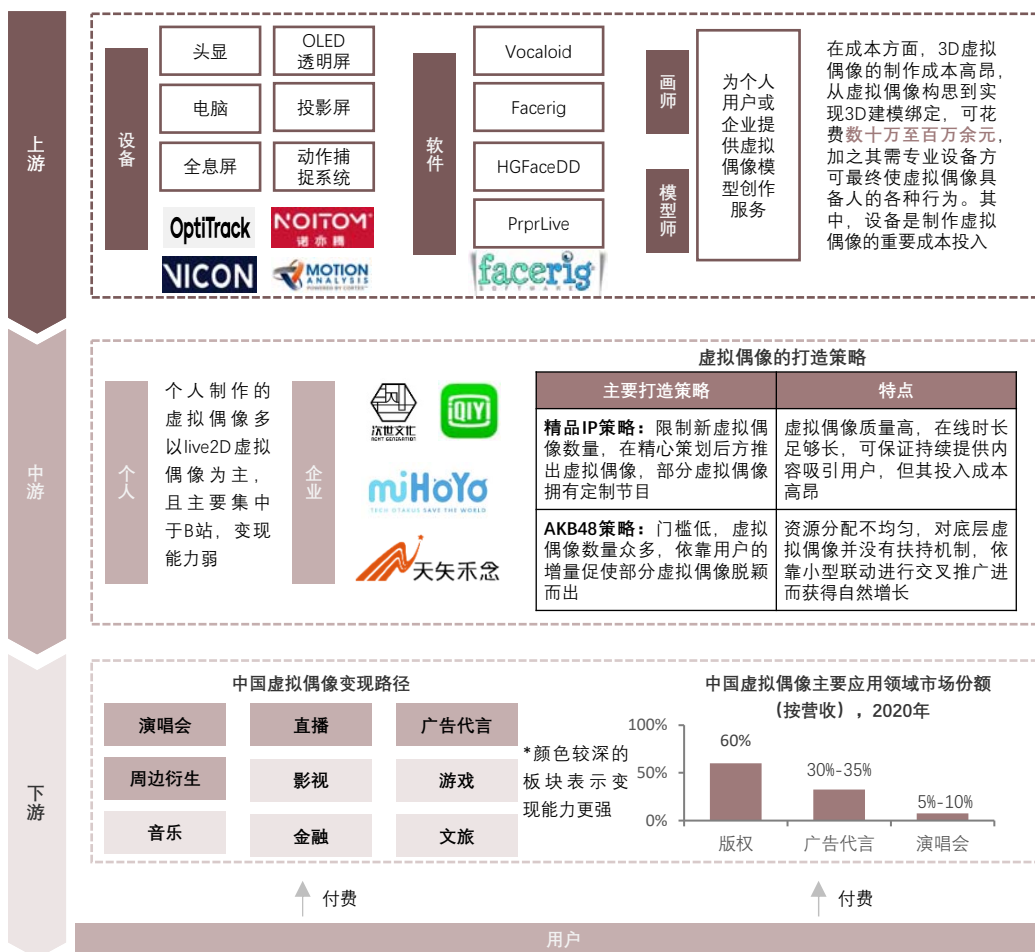 上游
设备
头显
OLED
透明屏
电脑
投影屏
全息屏
动作捕
捉系统
OptiTrack
NOITOM®
诺亦腾
VICON
MOTION
ANALYSIS
POWERED BY CORTEX™
软件
Vocaloid
Facerig
HGFaceDD
PrprLive
facerig
SOFTWARE
画师
模型师
为个人
用户或
企业提
供虚拟
偶像模
型创作
服务
在成本方面，3D虚拟
偶像的制作成本高昂，
从虚拟偶像构思到实
现3D建模绑定，可花
费数十万至百万余元，
加之其需专业设备方
可最终使虚拟偶像具
备人的各种行为。其
中，设备是制作虚拟
偶像的重要成本投入
中游
个人
个人制作的
虚拟偶像多
以live2D虚拟
偶像为主，
且主要集中
于B站，变现
能力弱
企业
次世文化
NEXT GENERATION
iQIYI
miHoYo
TECH OTAKUS SAVE THE WORLD
天矢禾念
虚拟偶像的打造策略
主要打造策略
特点
精品IP策略：限制新虚拟偶
像数量，在精心策划后方推
出虚拟偶像，部分虚拟偶像
拥有定制节目
虚拟偶像质量高，在线时长
足够长，可保证持续提供内
容吸引用户，但其投入成本
高昂
AKB48策略：门槛低，虚拟
偶像数量众多，依靠用户的
增量促使部分虚拟偶像脱颖
而出
资源分配不均匀，对底层虚
拟偶像并没有扶持机制，依
靠小型联动进行交叉推广进
而获得自然增长
下游
中国虚拟偶像变现路径
演唱会
直播
广告代言
周边衍生
影视
游戏
音乐
金融
文旅
*颜色较深的
板块表示变
现能力更强
中国虚拟偶像主要应用领域市场份额
（按营收），2020年
100%
50%
0%
60%
30%-35%
5%-10%
版权
广告代言
演唱会
付费
付费
用户